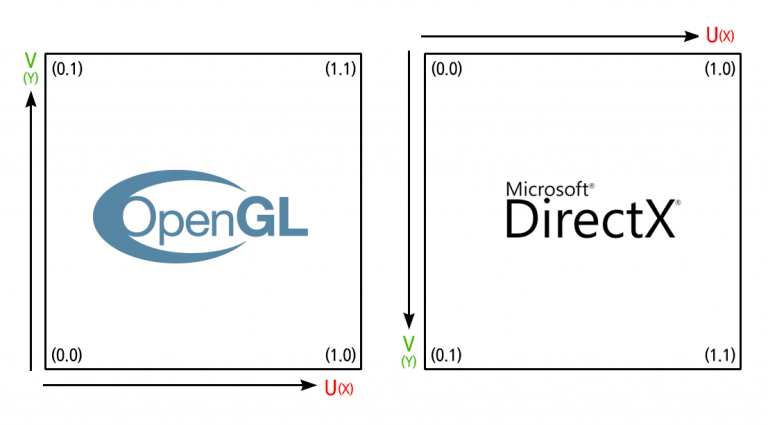 V
(Y)
(0.1) (1.1)
OpenGL
(0.0) (1.0)
U(X)
U(X)
(0.0) (1.0)
Microsoft®
DirectX®
V
(Y)
(0.1) (1.1)